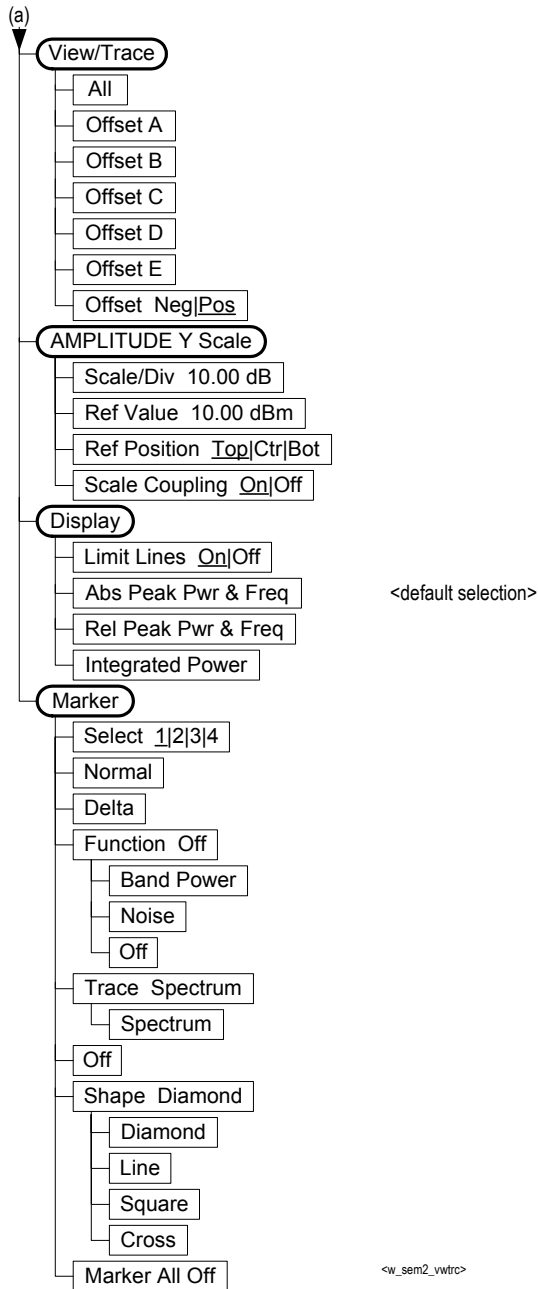 (a)
View/Trace
All
Offset A
Offset B
Offset C
Offset D
Offset E
Offset Neg|Pos
AMPLITUDE Y Scale
Scale/Div 10.00 dB
Ref Value 10.00 dBm
Ref Position Top|Ctr|Bot
Scale Coupling On|Off
Display
Limit Lines On|Off
Abs Peak Pwr & Freq <default selection>
Rel Peak Pwr & Freq
Integrated Power
Marker
Select 1|2|3|4
Normal
Delta
Function Off
Band Power
Noise
Off
Trace Spectrum
Spectrum
Off
Shape Diamond
Diamond
Line
Square
Cross
Marker All Off <w_sem2_vwtrc>